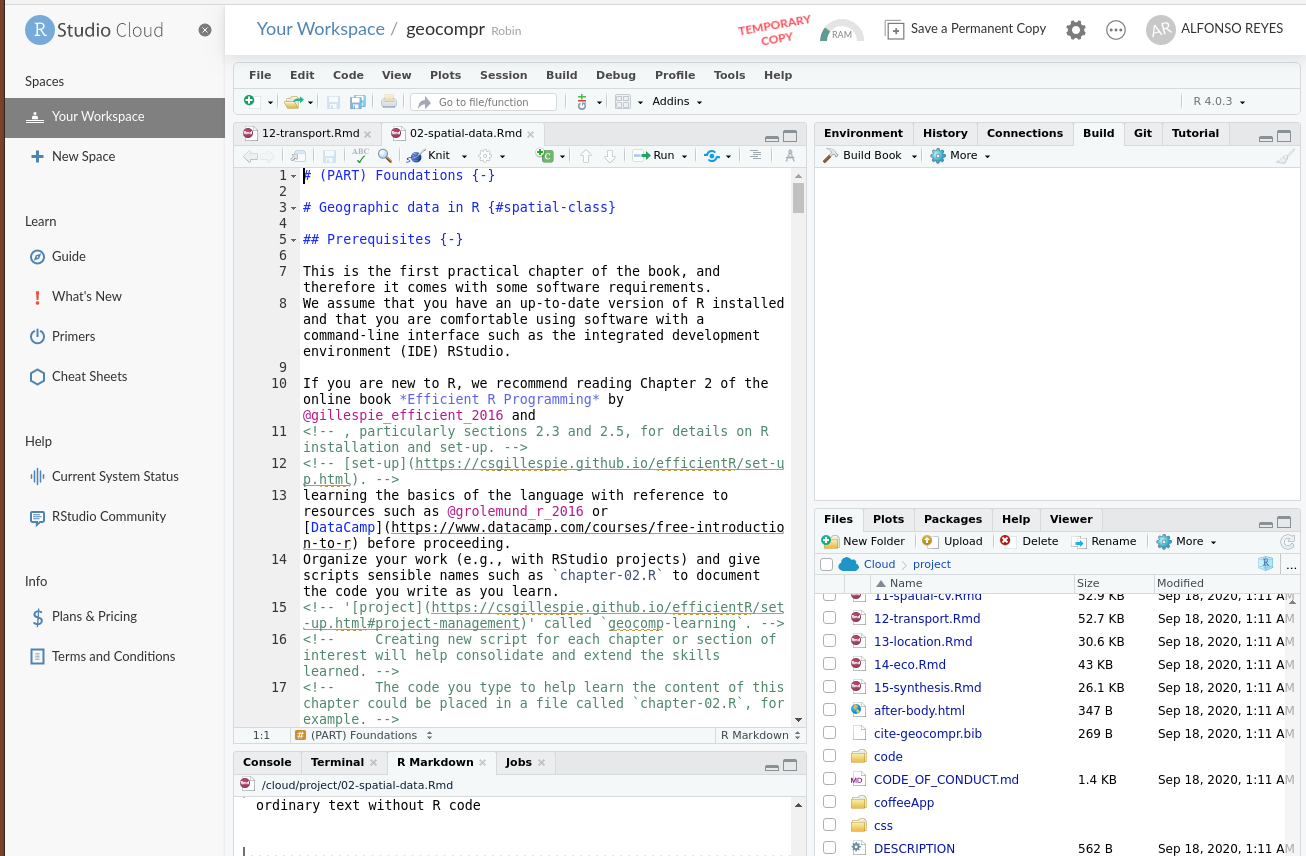 R Studio Cloud
Your Workspace / geocompr Robin
TEMPORARY COPY
RAM
Save a Permanent Copy
AR ALFONSO REYES
Spaces
Your Workspace
New Space
Learn
Guide
What's New
Primers
Cheat Sheets
Help
Current System Status
RStudio Community
Info
Plans & Pricing
Terms and Conditions
File Edit Code View Plots Session Build Debug Profile Tools Help
Go to file/function Addins R 4.0.3
12-transport.Rmd 02-spatial-data.Rmd
ABC Knit C Run
1 # (PART) Foundations {-}
2
3 # Geographic data in R {#spatial-class}
4
5 ## Prerequisites {-}
6
7 This is the first practical chapter of the book, and
therefore it comes with some software requirements.
8 We assume that you have an up-to-date version of R installed
and that you are comfortable using software with a
command-line interface such as the integrated development
environment (IDE) RStudio.
9
10 If you are new to R, we recommend reading Chapter 2 of the
online book *Efficient R Programming* by
@gillespie_efficient_2016 and
11 <!-- , particularly sections 2.3 and 2.5, for details on R
installation and set-up. -->
12 <!-- [set-up](https://csgillespie.github.io/efficientR/set-u
p.html). -->
13 learning the basics of the language with reference to
resources such as @grolemund_r_2016 or
[DataCamp](https://www.datacamp.com/courses/free-introductio
n-to-r) before proceeding.
14 Organize your work (e.g., with RStudio projects) and give
scripts sensible names such as `chapter-02.R` to document
the code you write as you learn.
15 <!-- '[project](https://csgillespie.github.io/efficientR/set
-up.html#project-management)' called `geocomp-learning`. -->
16 <!--    Creating new script for each chapter or section of
interest will help consolidate and extend the skills
learned. -->
17 <!--    The code you type to help learn the content of this
chapter could be placed in a file called `chapter-02.R`, for
example. -->
1:1 # (PART) Foundations R Markdown
Console Terminal R Markdown Jobs
/cloud/project/02-spatial-data.Rmd
ordinary text without R code
Environment History Connections Build Git Tutorial
Build Book More
Files Plots Packages Help Viewer
New Folder Upload Delete Rename More
Cloud project R ...
Name Size Modified
11-spatial-cv.Rmd 52.9 KB Sep 18, 2020, 1:11 AM
12-transport.Rmd 52.7 KB Sep 18, 2020, 1:11 AM
13-location.Rmd 30.6 KB Sep 18, 2020, 1:11 AM
14-eco.Rmd 43 KB Sep 18, 2020, 1:11 AM
15-synthesis.Rmd 26.1 KB Sep 18, 2020, 1:11 AM
after-body.html 347 B Sep 18, 2020, 1:11 AM
cite-geocompr.bib 269 B Sep 18, 2020, 1:11 AM
code
MD CODE_OF_CONDUCT.md 1.4 KB Sep 18, 2020, 1:11 AM
coffeeApp
css
DESCRIPTION 562 B Sep 18, 2020, 1:11 AM